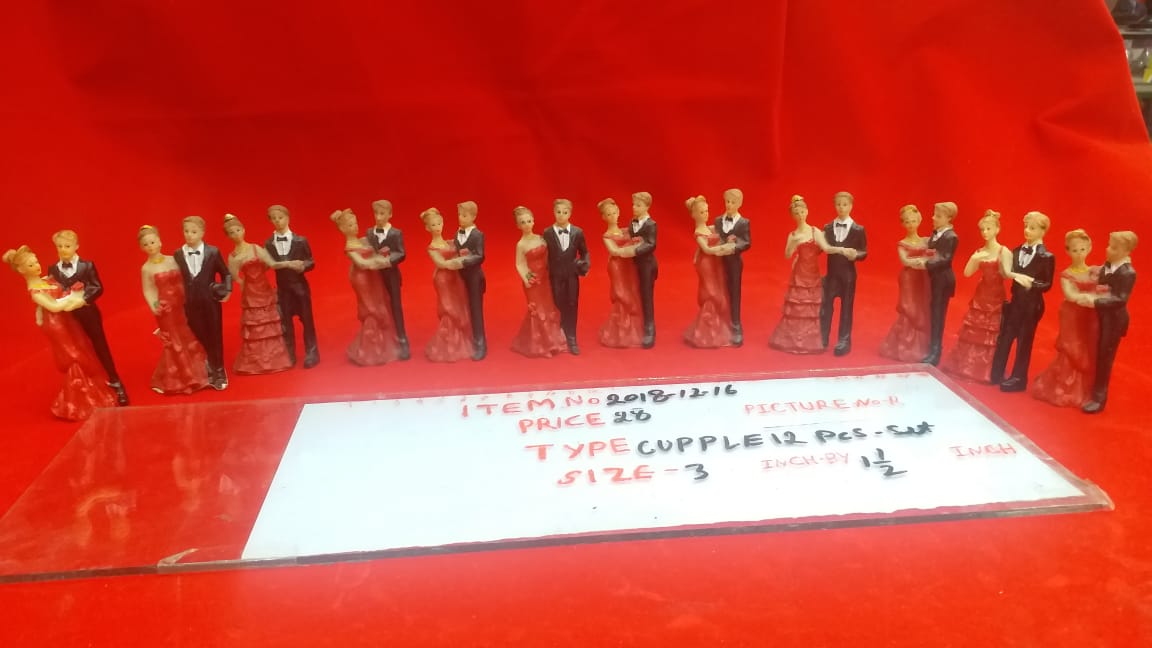 ITEM.No 2018-12-16
PRICE 28 PICTURE.No-R
TYPE CUPPLE 12 Pcs-Set
SIZE-3 INCH-BY 1 1/2 INCH